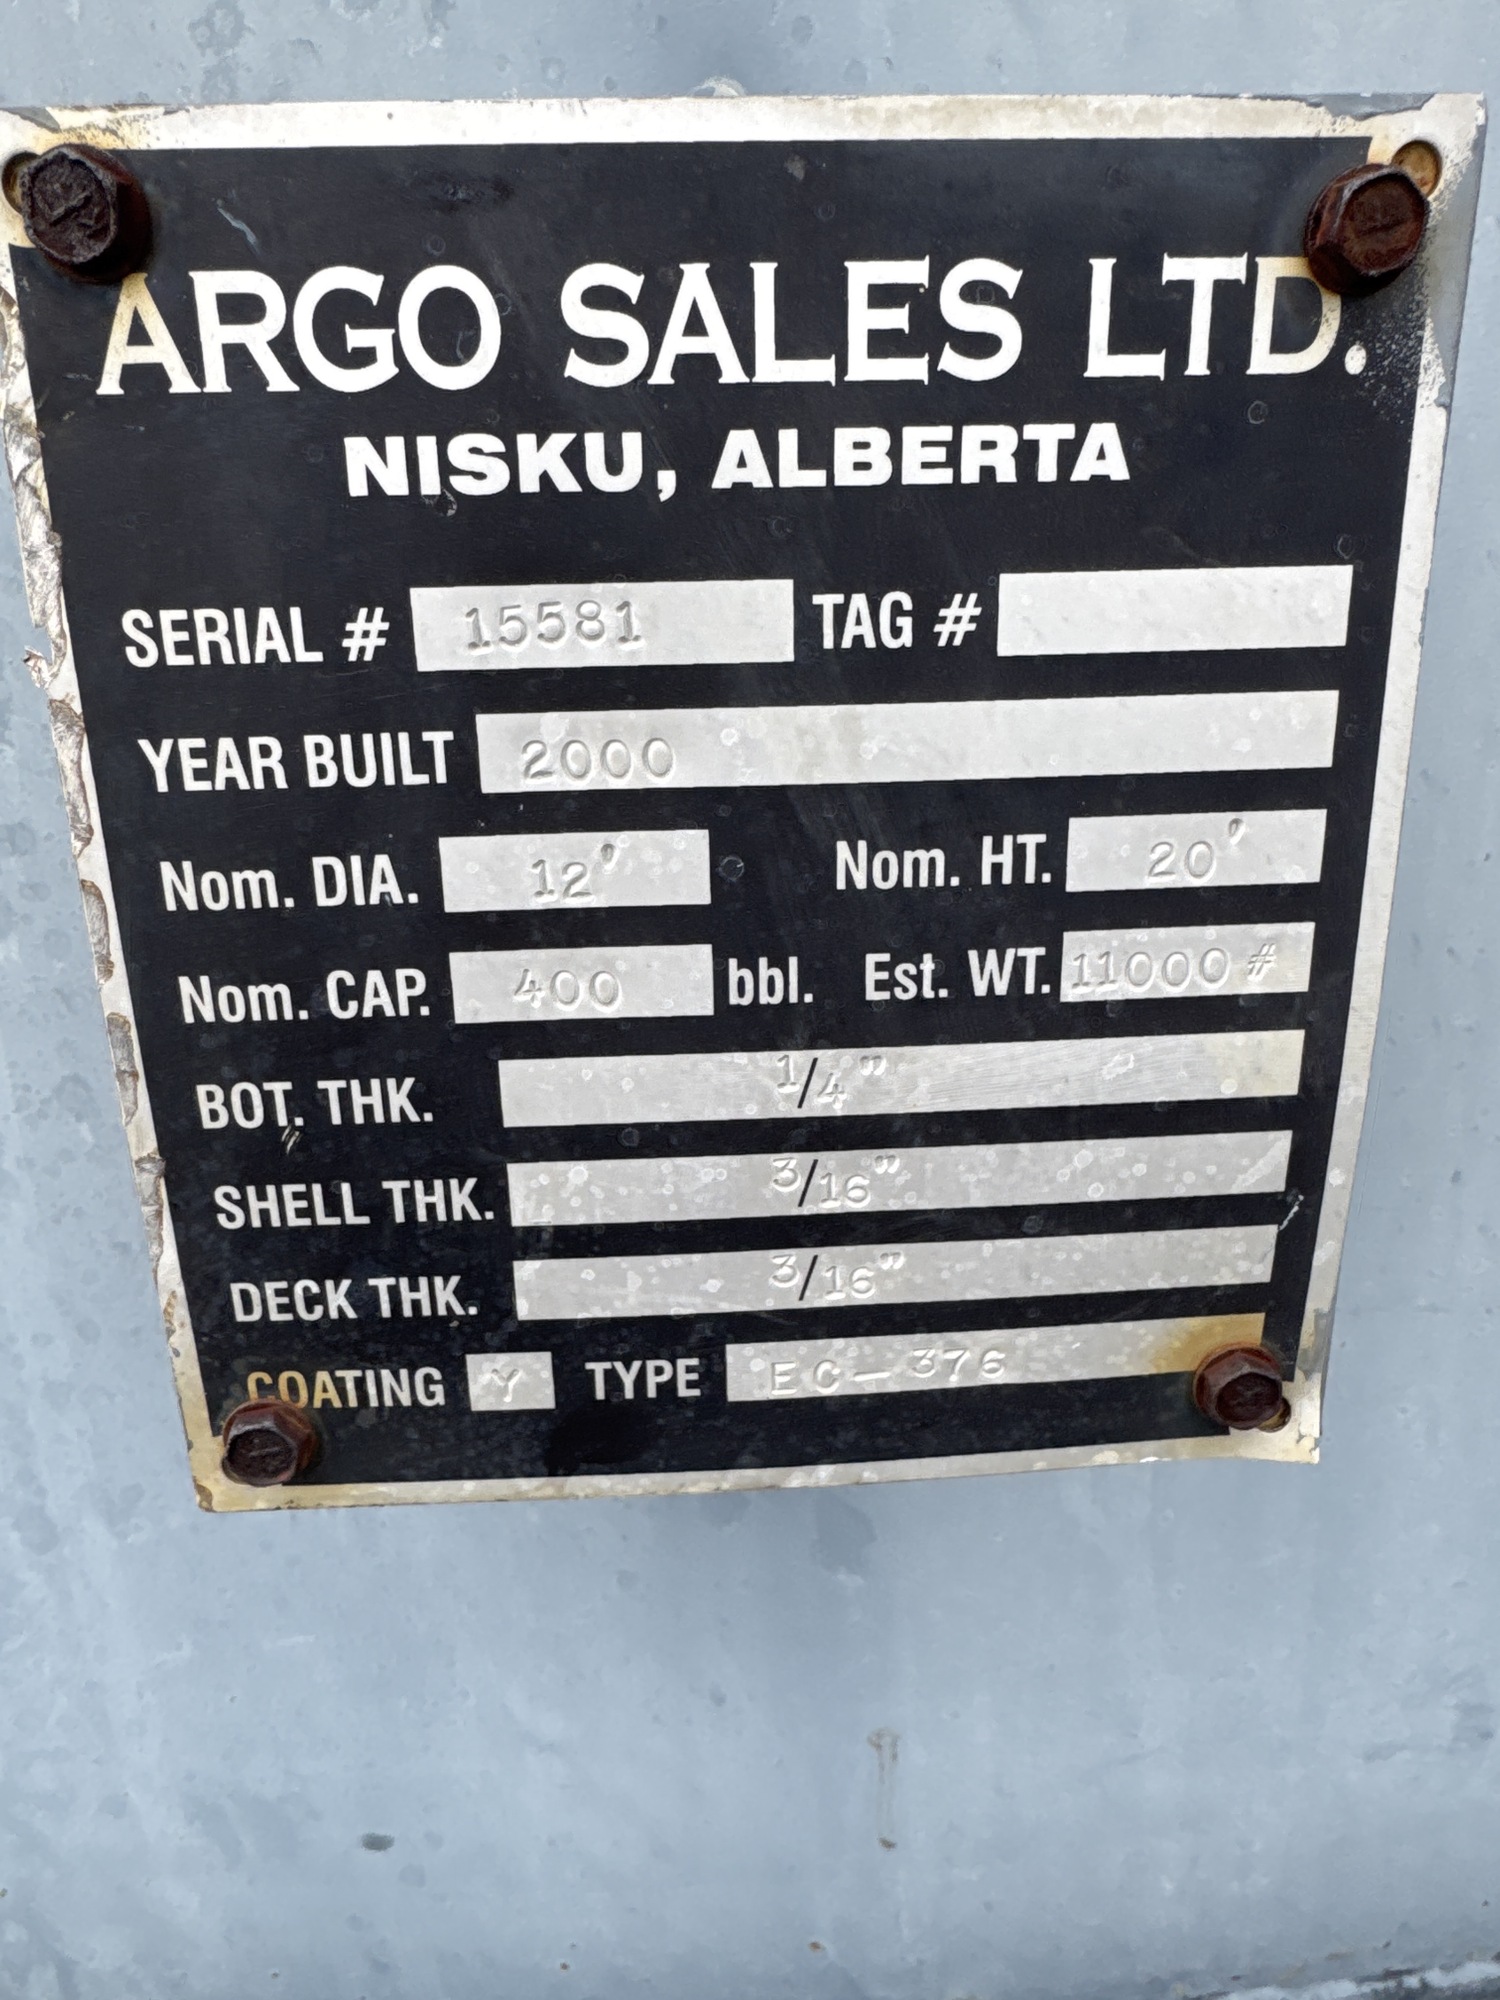 ARGO SALES LTD.
NISKU, ALBERTA
SERIAL # 15581 TAG #
YEAR BUILT 2000
Nom. DIA. 12' Nom. HT. 20'
Nom. CAP. 400 bbl. Est. WT. 11000#
BOT. THK. 1/4"
SHELL THK. 3/16"
DECK THK. 3/16"
COATING Y TYPE EC-376